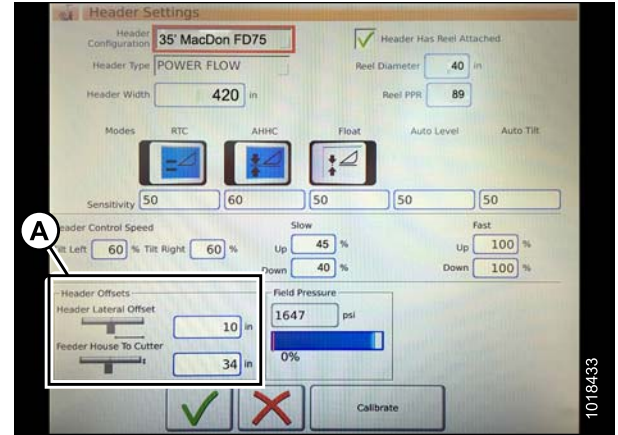 Header Settings
Header Configuration 35' MacDon FD75
Header Has Reel Attached
Header Type POWER FLOW
Reel Diameter 40 in
Header Width 420 in
Reel PPR 89
Modes RTC AHHC Float Auto Level Auto Tilt
Sensitivity 50 60 50 50 50
A
eader Control Speed Slow Fast
Tilt Left 60 % Tilt Right 60 % Up 45 % Up 100 %
Down 40 % Down 100 %
Header Offsets Field Pressure
Header Lateral Offset
10 in 1647 psi
Feeder House To Cutter
34 in 0%
Calibrate
1018433